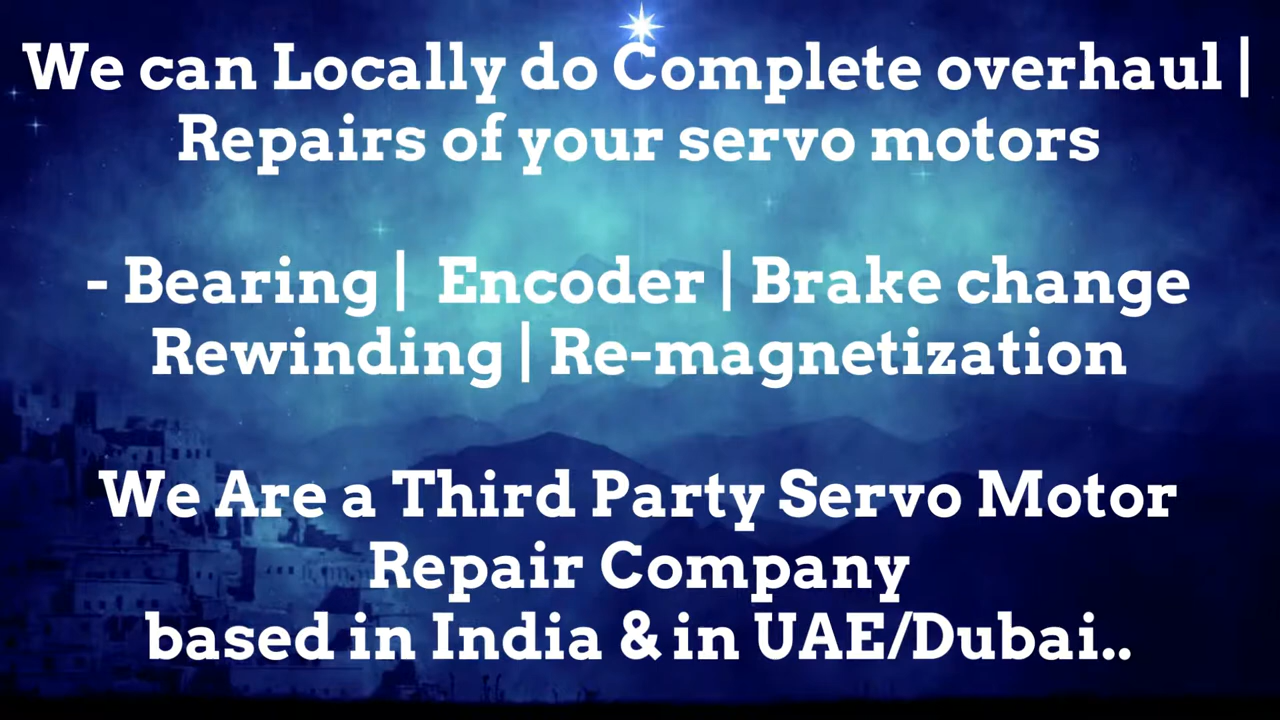 We can Locally do Complete overhaul |
Repairs of your servo motors
- Bearing | Encoder | Brake change
Rewinding | Re-magnetization
We Are a Third Party Servo Motor
Repair Company
based in India & in UAE/Dubai..